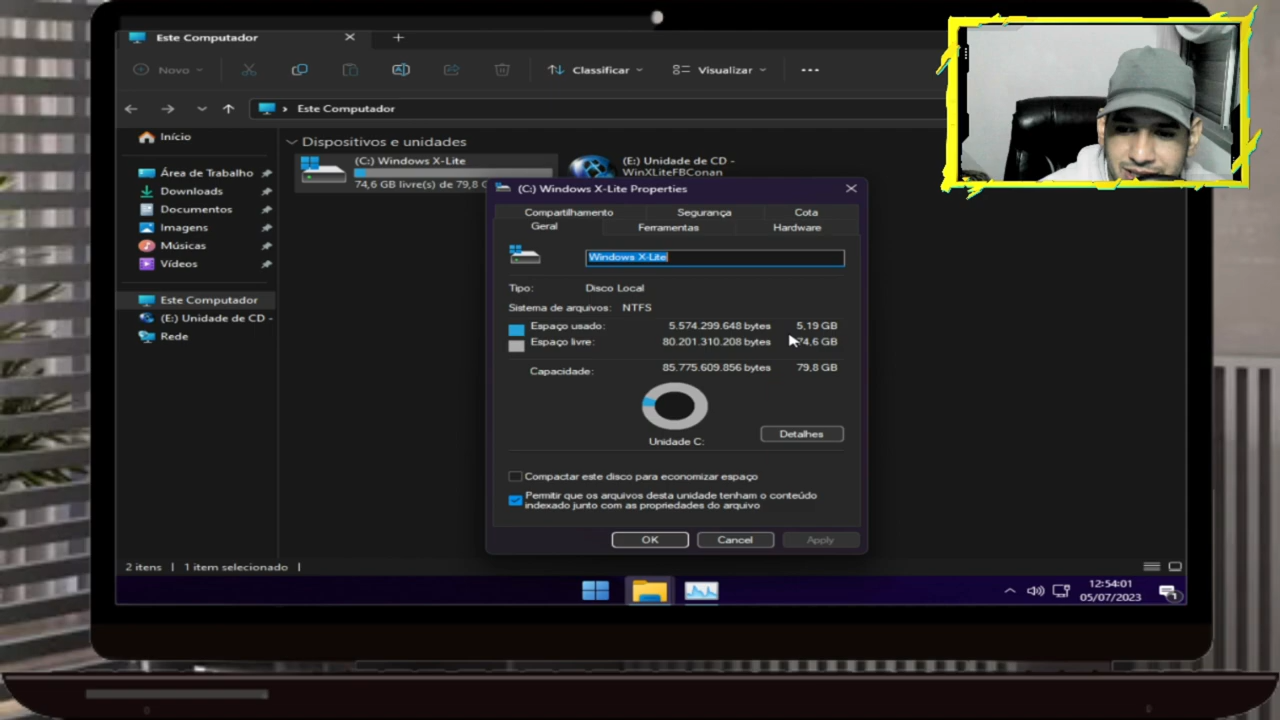 Este Computador
Novo
Classificar
Visualizar
Este Computador
Início
Área de Trabalho
Downloads
Documentos
Imagens
Músicas
Vídeos
Este Computador
(E:) Unidade de CD -
Rede
Dispositivos e unidades
(C:) Windows X-Lite
74,6 GB livre(s) de 79,8 G
(E:) Unidade de CD -
WinXLiteFBConan
(C:) Windows X-Lite Properties
Compartilhamento
Segurança
Cota
Geral
Ferramentas
Hardware
Windows X-Lite
Tipo: Disco Local
Sistema de arquivos: NTFS
Espaço usado: 5.574.299.648 bytes 5,19 GB
Espaço livre: 80.201.310.208 bytes 74,6 GB
Capacidade: 85.775.609.856 bytes 79,8 GB
Unidade C:
Detalhes
Compactar este disco para economizar espaço
Permitir que os arquivos desta unidade tenham o conteúdo
indexado junto com as propriedades do arquivo
OK
Cancel
Apply
2 itens | 1 item selecionado |
12:54:01
05/07/2023
1